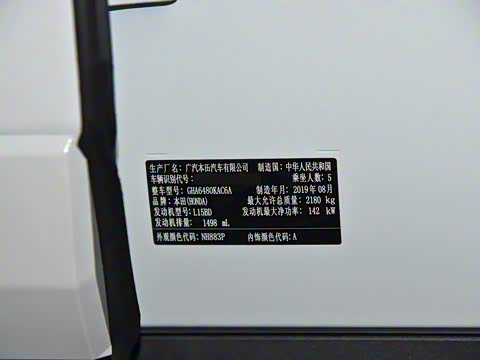 生产厂名：广汽本田汽车有限公司 制造国：中华人民共和国
车辆识别代号： 乘坐人数：5
整车型号：GHA6480KAC6A 制造年月：2019年08月
品牌：本田(HONDA) 最大允许总质量：2180 kg
发动机型号：L15BD 发动机最大净功率：142 kW
发动机排量： 1498 mL
外观颜色代码：NH883P 内饰颜色代码：A